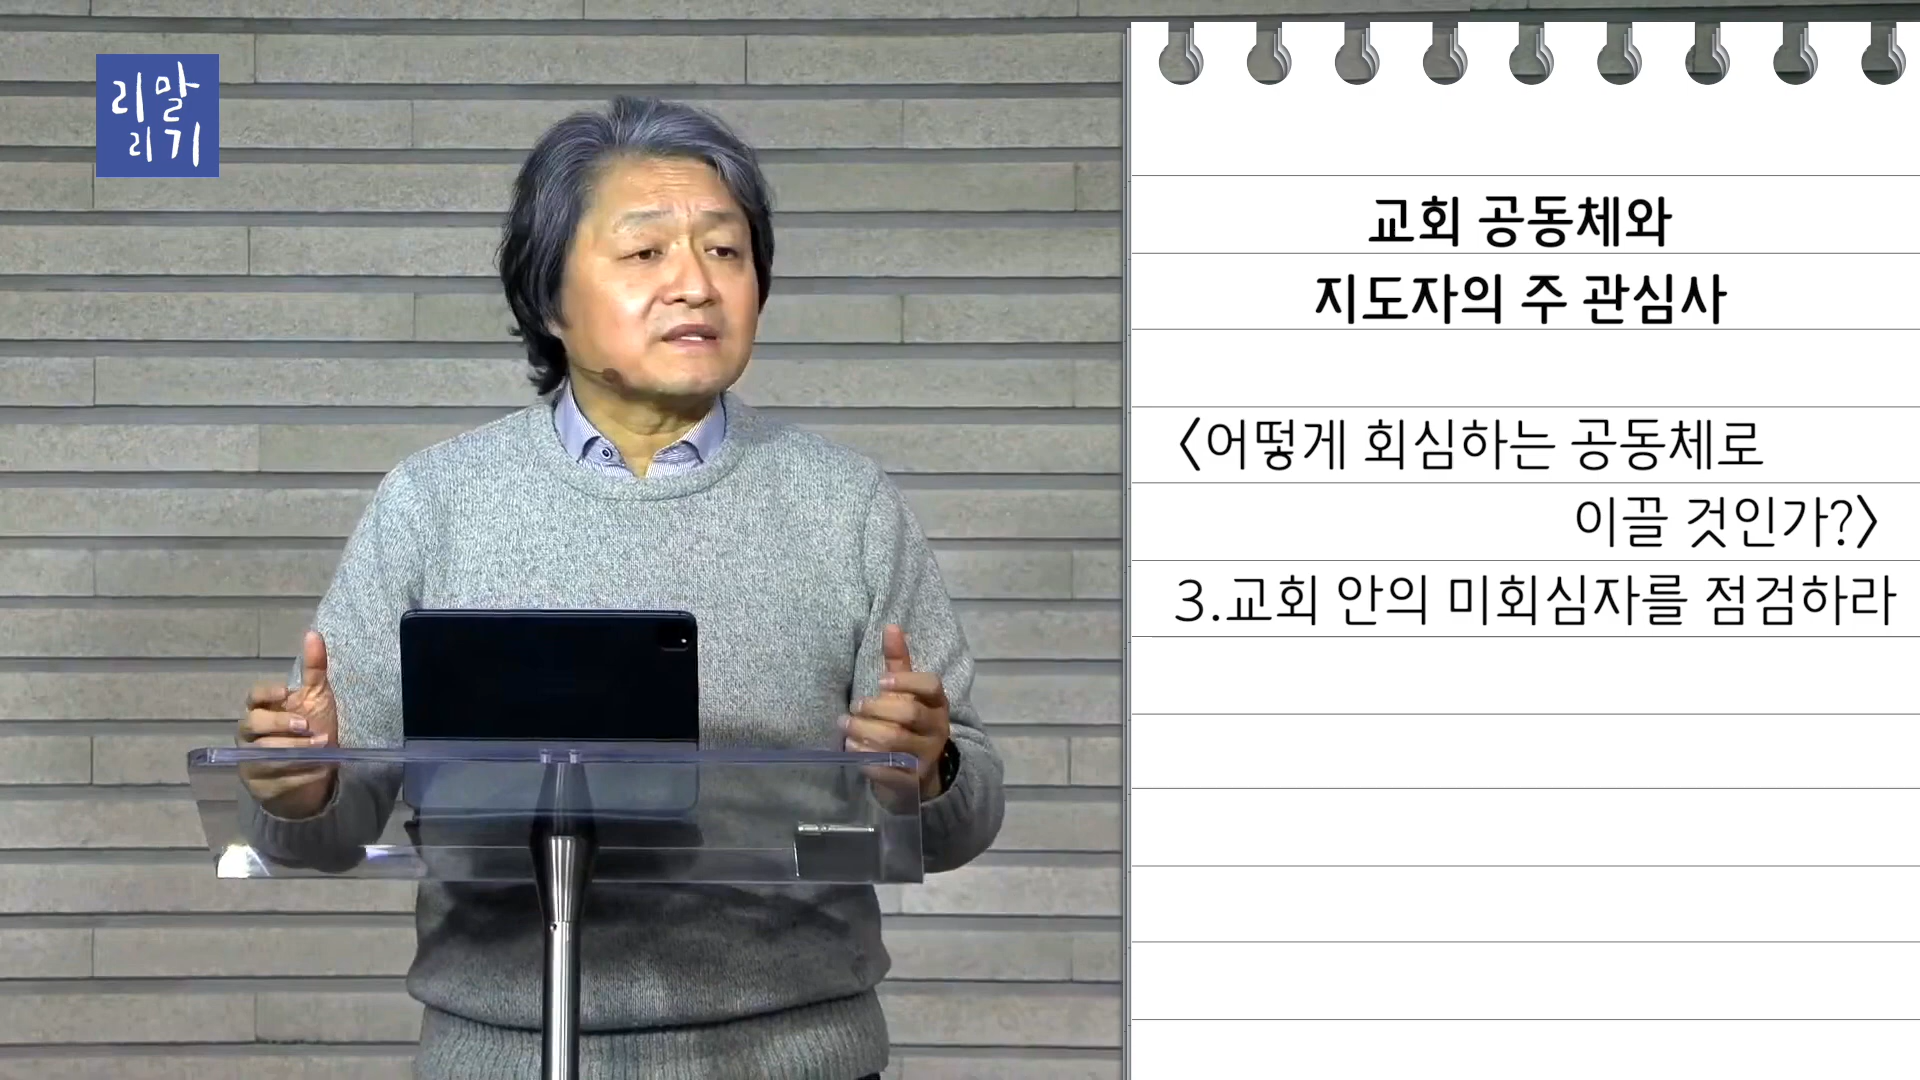 리말
리기
교회 공동체와
지도자의 주 관심사
〈어떻게 회심하는 공동체로
이끌 것인가?〉
3.교회 안의 미회심자를 점검하라